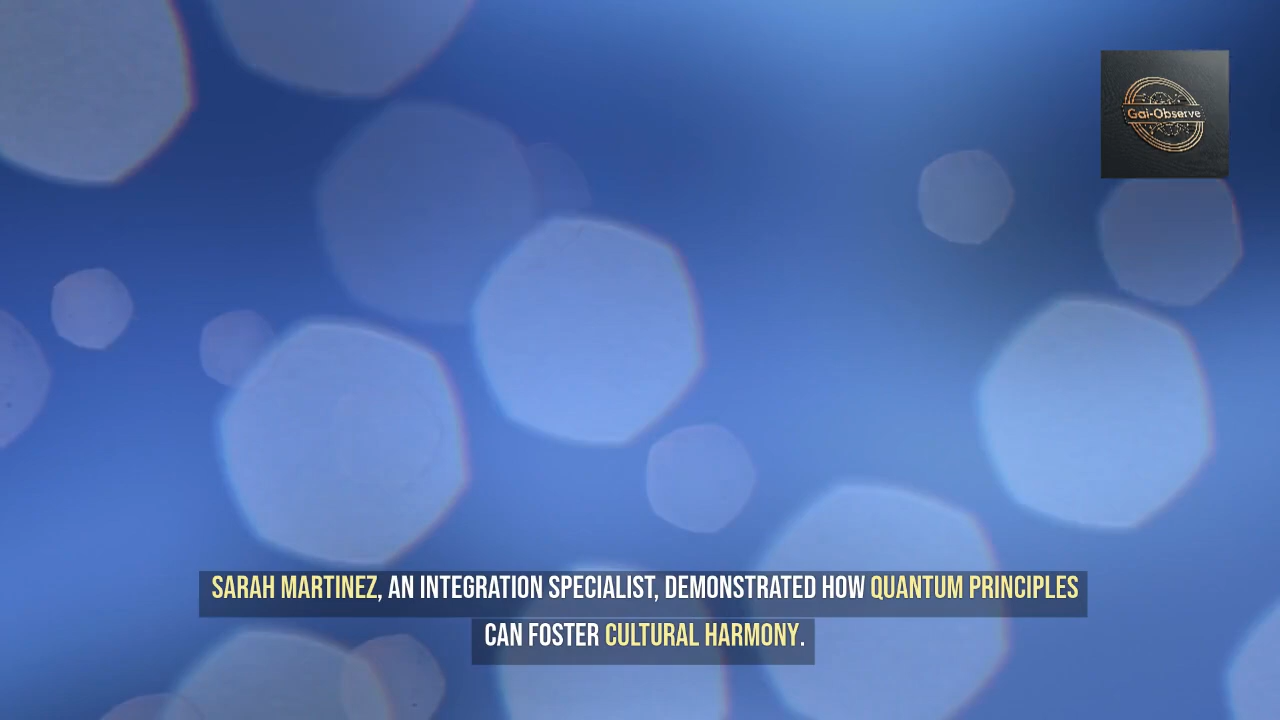 Gai-Observe
SARAH MARTINEZ, AN INTEGRATION SPECIALIST, DEMONSTRATED HOW QUANTUM PRINCIPLES
CAN FOSTER CULTURAL HARMONY.